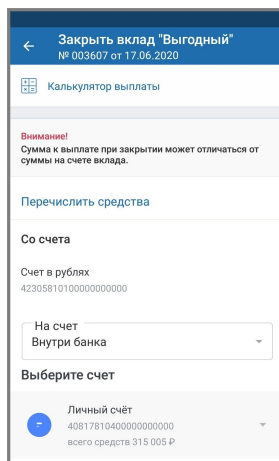 Закрыть вклад "Выгодный"
№ 003607 от 17.06.2020
Калькулятор выплаты
Внимание!
Сумма к выплате при закрытии может отличаться от
суммы на счете вклада.
Перечислить средства
Со счета
Счет в рублях
42305810100000000000
На счет
Внутри банка
Выберите счет
Личный счёт
40817810400000000000
всего средств 315 005 ₽